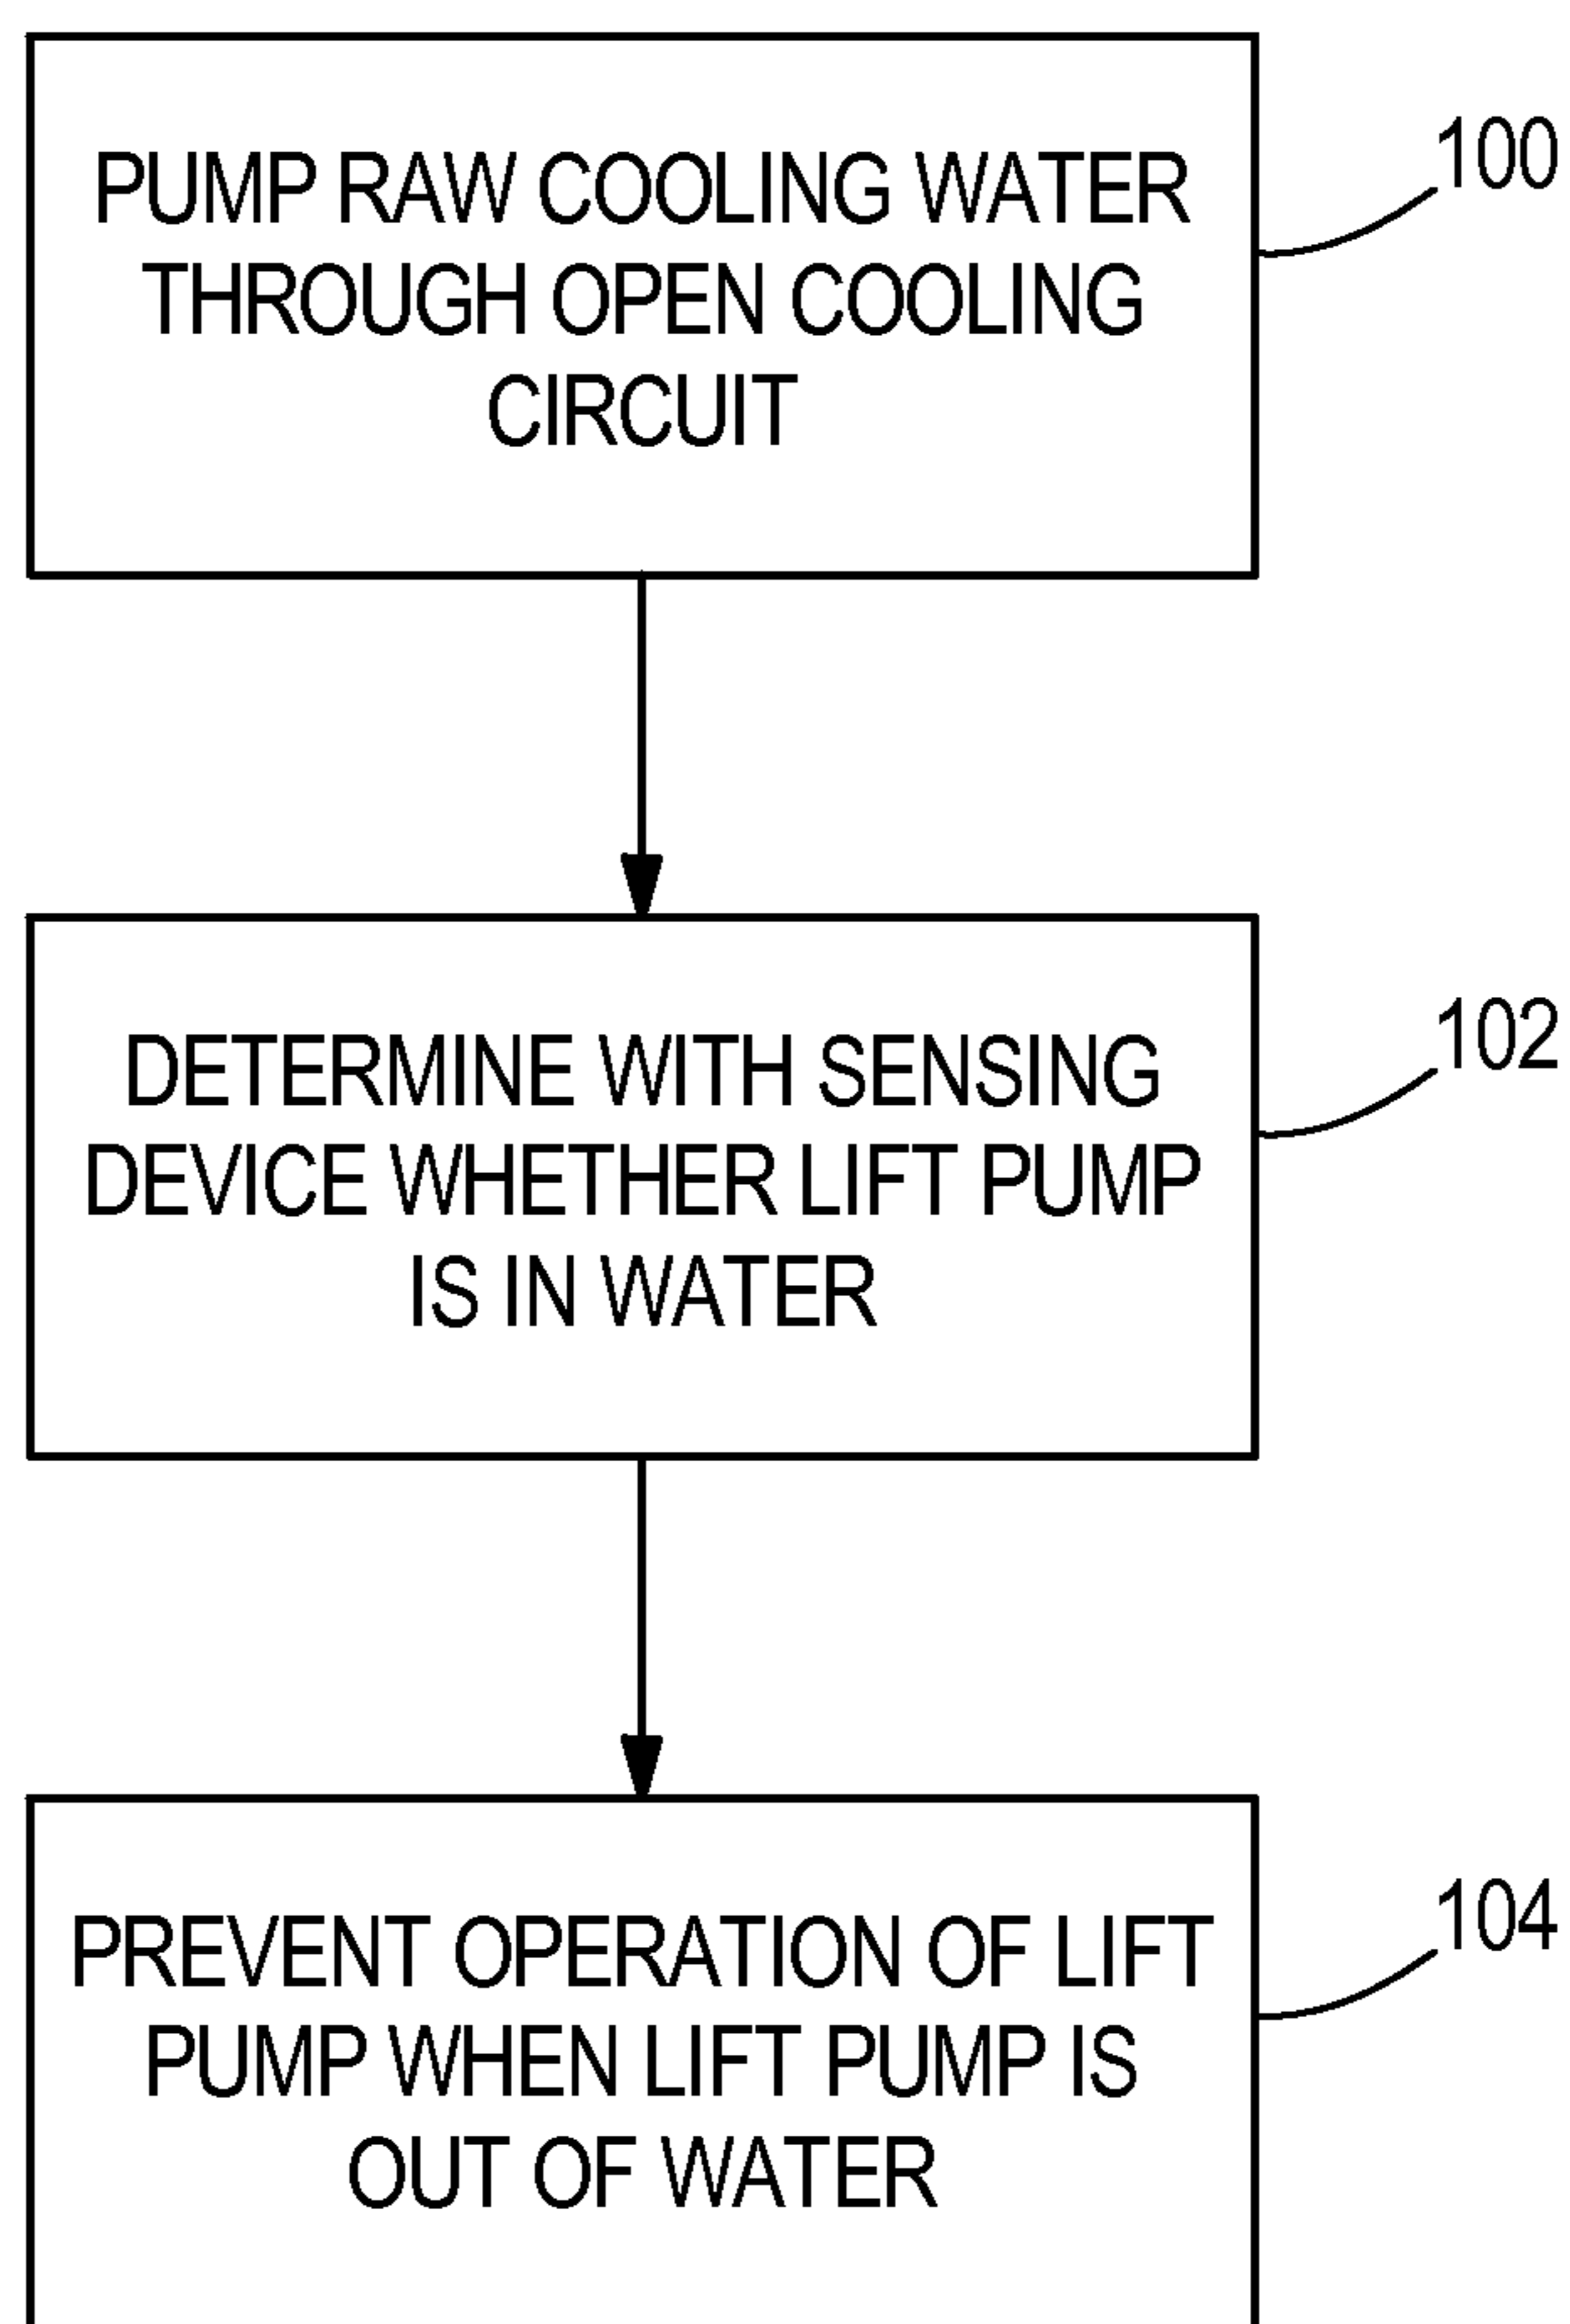 PUMP RAW COOLING WATER
THROUGH OPEN COOLING
CIRCUIT
100
DETERMINE WITH SENSING
DEVICE WHETHER LIFT PUMP
IS IN WATER
102
PREVENT OPERATION OF LIFT
PUMP WHEN LIFT PUMP IS
OUT OF WATER
104